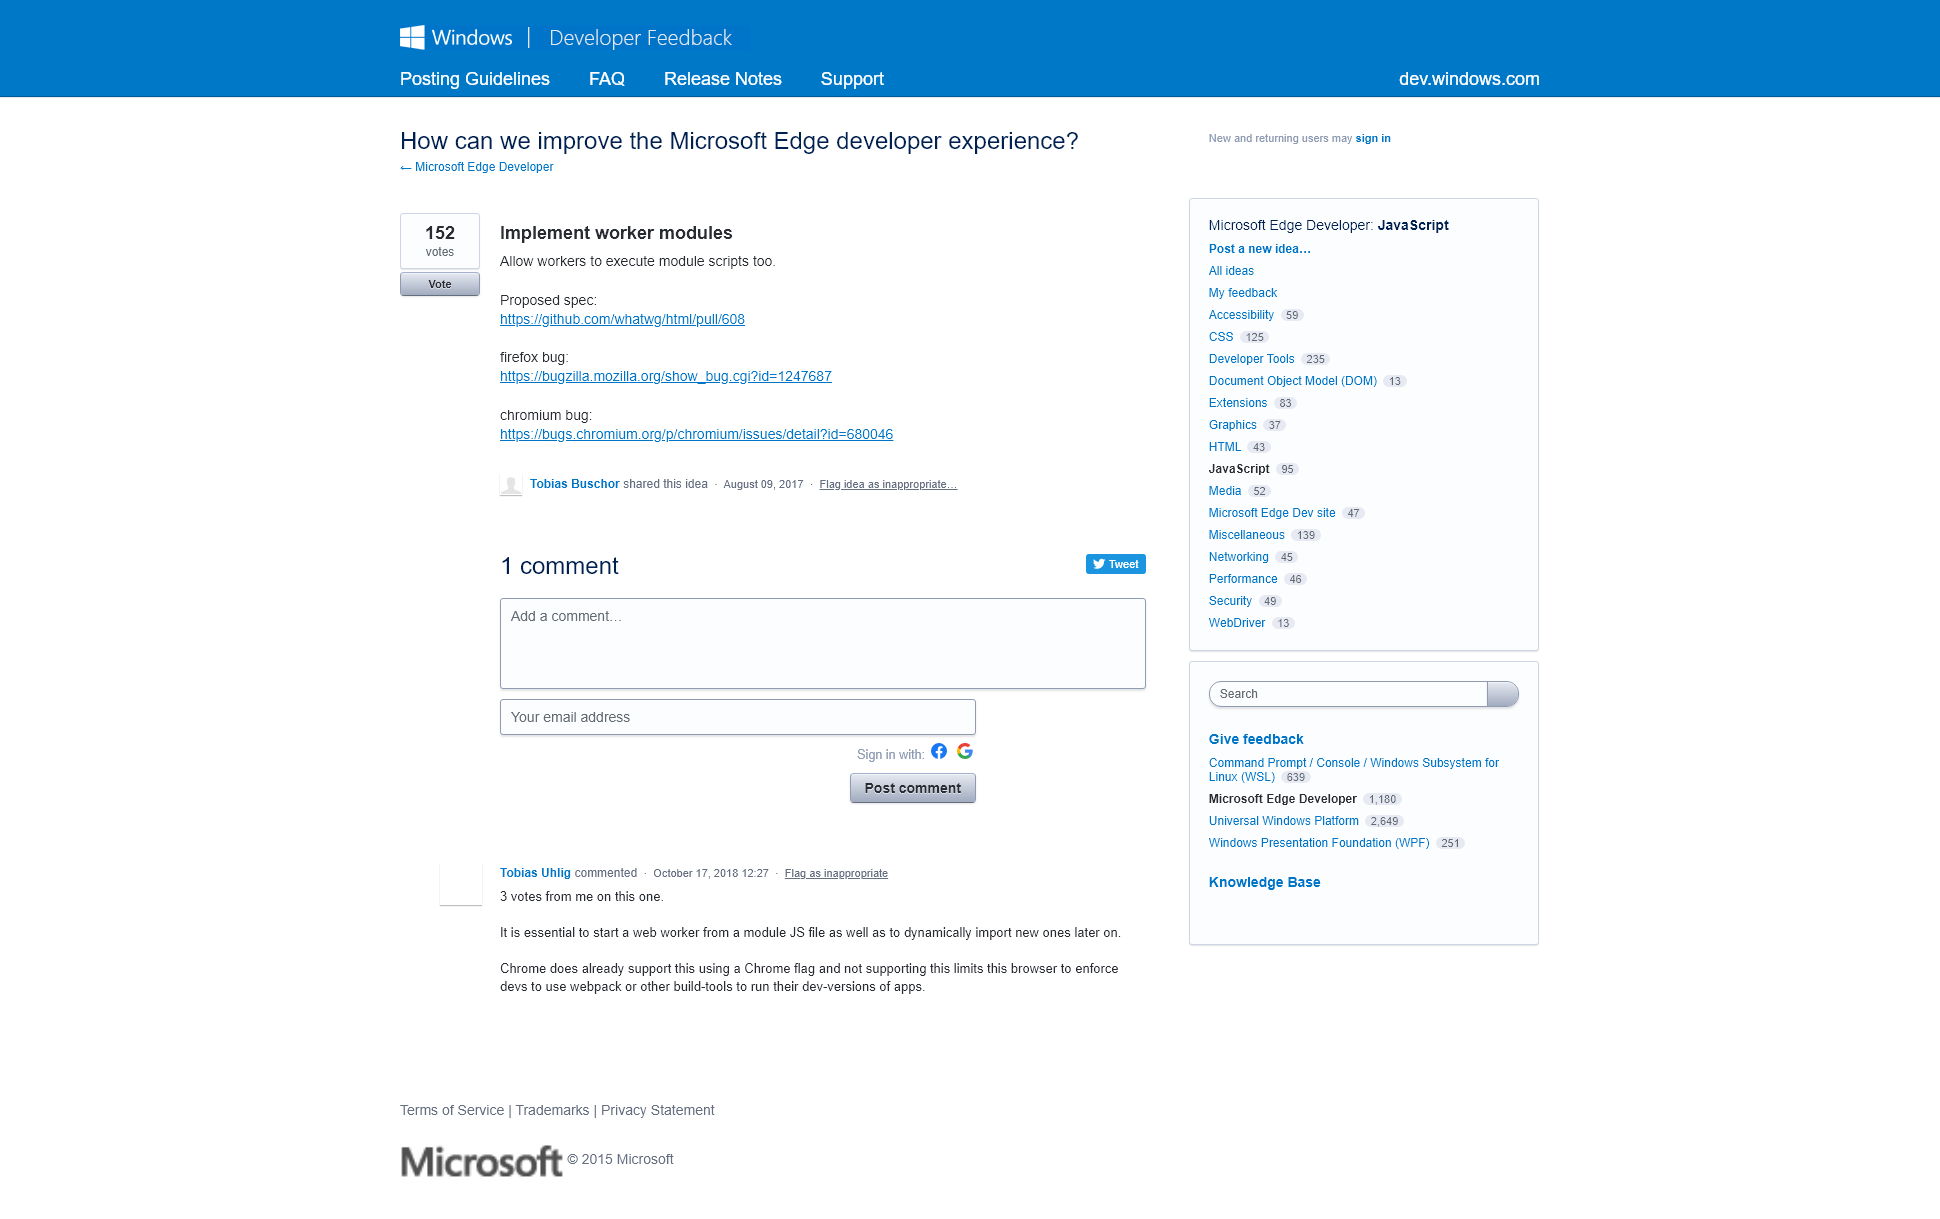 Windows | Developer Feedback
Posting Guidelines FAQ Release Notes Support dev.windows.com
How can we improve the Microsoft Edge developer experience?
← Microsoft Edge Developer
New and returning users may sign in
152
votes
Vote
Implement worker modules
Allow workers to execute module scripts too.
Proposed spec:
https://github.com/whatwg/html/pull/608
firefox bug:
https://bugzilla.mozilla.org/show_bug.cgi?id=1247687
chromium bug:
https://bugs.chromium.org/p/chromium/issues/detail?id=680046
Tobias Buschor shared this idea · August 09, 2017 · Flag idea as inappropriate…
1 comment
Tweet
Add a comment…
Your email address
Sign in with:
Post comment
Tobias Uhlig commented · October 17, 2018 12:27 · Flag as inappropriate
3 votes from me on this one.
It is essential to start a web worker from a module JS file as well as to dynamically import new ones later on.
Chrome does already support this using a Chrome flag and not supporting this limits this browser to enforce
devs to use webpack or other build-tools to run their dev-versions of apps.
Microsoft Edge Developer: JavaScript
Post a new idea…
All ideas
My feedback
Accessibility 59
CSS 125
Developer Tools 235
Document Object Model (DOM) 13
Extensions 83
Graphics 37
HTML 43
JavaScript 95
Media 52
Microsoft Edge Dev site 47
Miscellaneous 139
Networking 45
Performance 46
Security 49
WebDriver 13
Search
Give feedback
Command Prompt / Console / Windows Subsystem for
Linux (WSL) 639
Microsoft Edge Developer 1,180
Universal Windows Platform 2,649
Windows Presentation Foundation (WPF) 251
Knowledge Base
Terms of Service | Trademarks | Privacy Statement
Microsoft © 2015 Microsoft